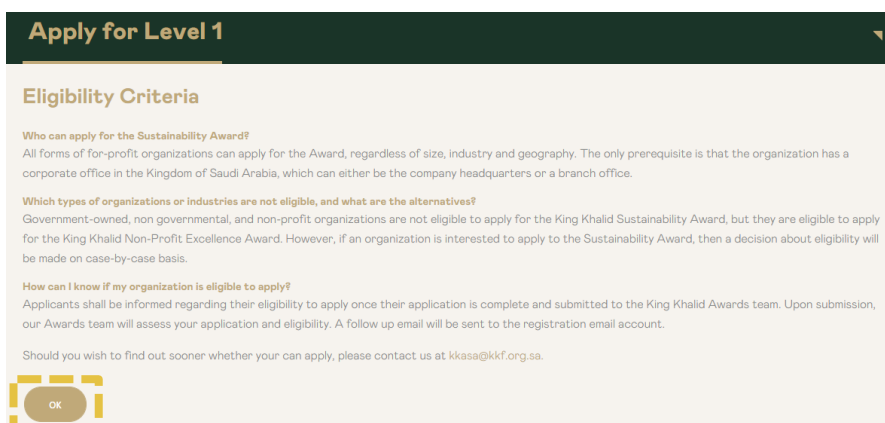 Apply for Level 1
Eligibility Criteria
Who can apply for the Sustainability Award?
All forms of for-profit organizations can apply for the Award, regardless of size, industry and geography. The only prerequisite is that the organization has a
corporate office in the Kingdom of Saudi Arabia, which can either be the company headquarters or a branch office.
Which types of organizations or industries are not eligible, and what are the alternatives?
Government-owned, non governmental, and non-profit organizations are not eligible to apply for the King Khalid Sustainability Award, but they are eligible to apply
for the King Khalid Non-Profit Excellence Award. However, if an organization is interested to apply to the Sustainability Award, then a decision about eligibility will
be made on case-by-case basis.
How can I know if my organization is eligible to apply?
Applicants shall be informed regarding their eligibility to apply once their application is complete and submitted to the King Khalid Awards team. Upon submission,
our Awards team will assess your application and eligibility. A follow up email will be sent to the registration email account.
Should you wish to find out sooner whether your can apply, please contact us at kkasa@kkf.org.sa.
OK